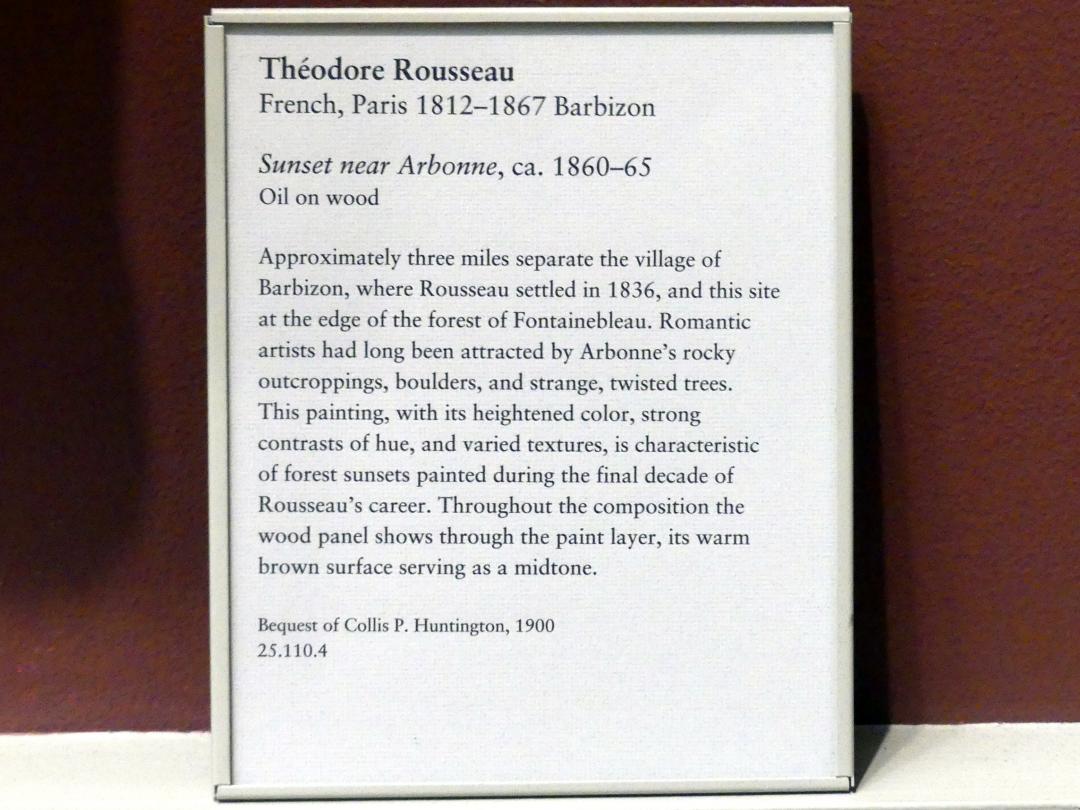 Théodore Rousseau
French, Paris 1812–1867 Barbizon
Sunset near Arbonne, ca. 1860–65
Oil on wood
Approximately three miles separate the village of
Barbizon, where Rousseau settled in 1836, and this site
at the edge of the forest of Fontainebleau. Romantic
artists had long been attracted by Arbonne’s rocky
outcroppings, boulders, and strange, twisted trees.
This painting, with its heightened color, strong
contrasts of hue, and varied textures, is characteristic
of forest sunsets painted during the final decade of
Rousseau’s career. Throughout the composition the
wood panel shows through the paint layer, its warm
brown surface serving as a midtone.
Bequest of Collis P. Huntington, 1900
25.110.4